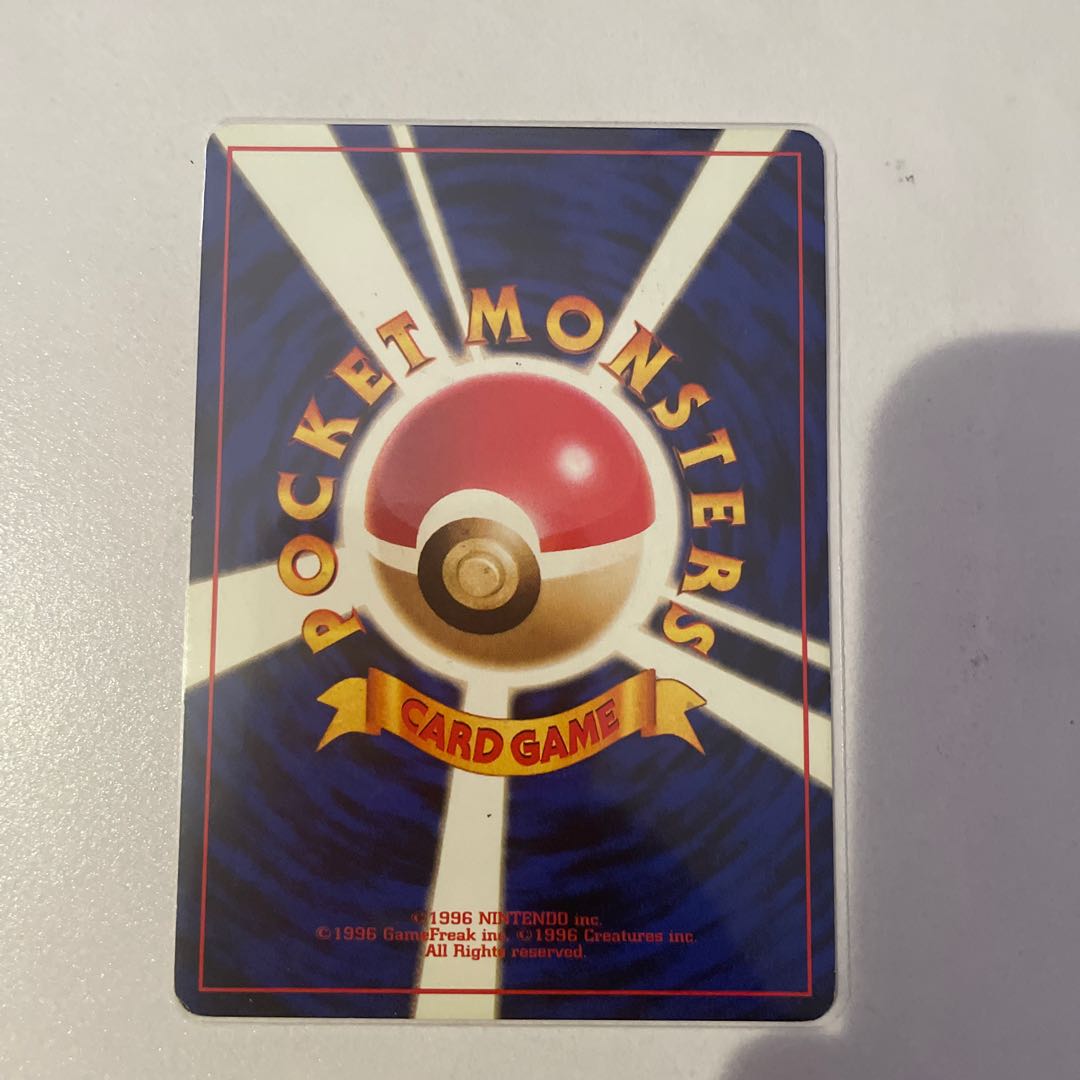 POCKET MONSTERS
CARD GAME
©1996 NINTENDO inc.
©1996 GameFreak inc. ©1996 Creatures inc.
All Rights reserved.